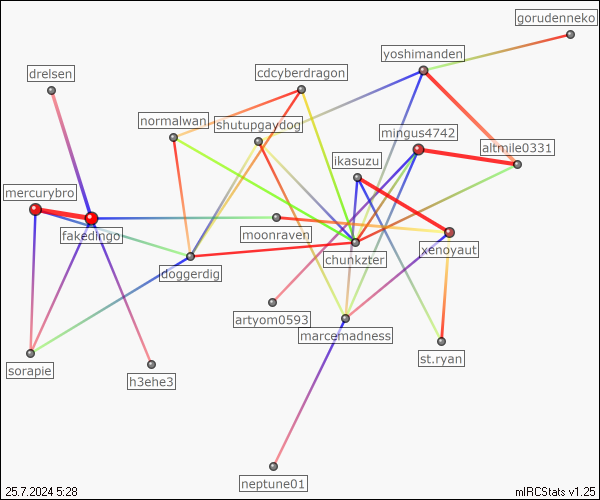 gorudenneko
yoshimanden
drelsen
cdcyberdragon
normalwan
shutupgaydog
mingus4742
altmile0331
ikasuzu
mercurybro
fakedingo
moonraven
xenoyaut
chunkzter
doggerdig
artyom0593
marcemadness
st.ryan
sorapie
h3ehe3
neptune01
25.7.2024 5:28
mIRCStats v1.25